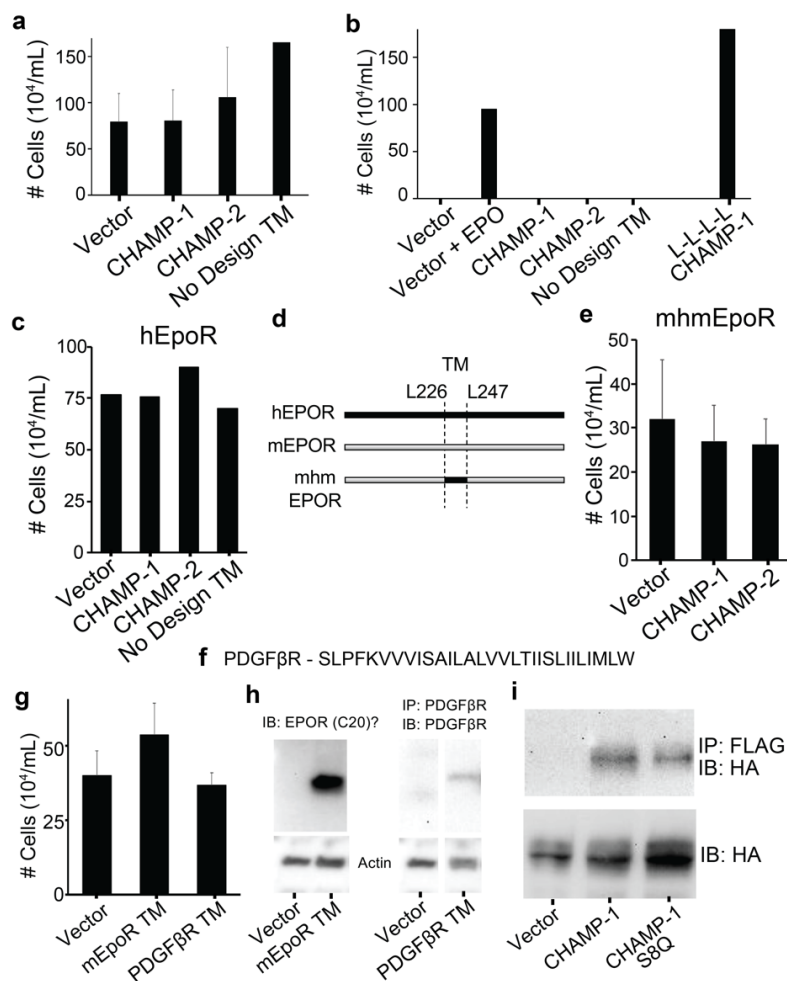 a
# Cells (10⁴/mL)
150
100
50
0
Vector
CHAMP-1
CHAMP-2
No Design TM
b
# Cells (10⁴/mL)
150
100
50
0
Vector
Vector + EPO
CHAMP-1
CHAMP-2
No Design TM
L-L-L-L
CHAMP-1
c
hEpoR
# Cells (10⁴/mL)
100
75
50
25
0
Vector
CHAMP-1
CHAMP-2
No Design TM
d
TM
L226
L247
hEPOR
mEPOR
mhm
EPOR
e
mhmEpoR
# Cells (10⁴/mL)
50
40
30
20
10
0
Vector
CHAMP-1
CHAMP-2
f PDGFβR - SLPFKVVVISAILALVVLTIISLIILIMLW
g
# Cells (10⁴/mL)
50
25
0
Vector
mEpoR TM
PDGFβR TM
h
IB: EPOR (C20)?
IP: PDGFβR
IB: PDGFβR
Actin
Vector
mEpoR TM
Vector
PDGFβR TM
i
IP: FLAG
IB: HA
IB: HA
Vector
CHAMP-1
CHAMP-1
S8Q